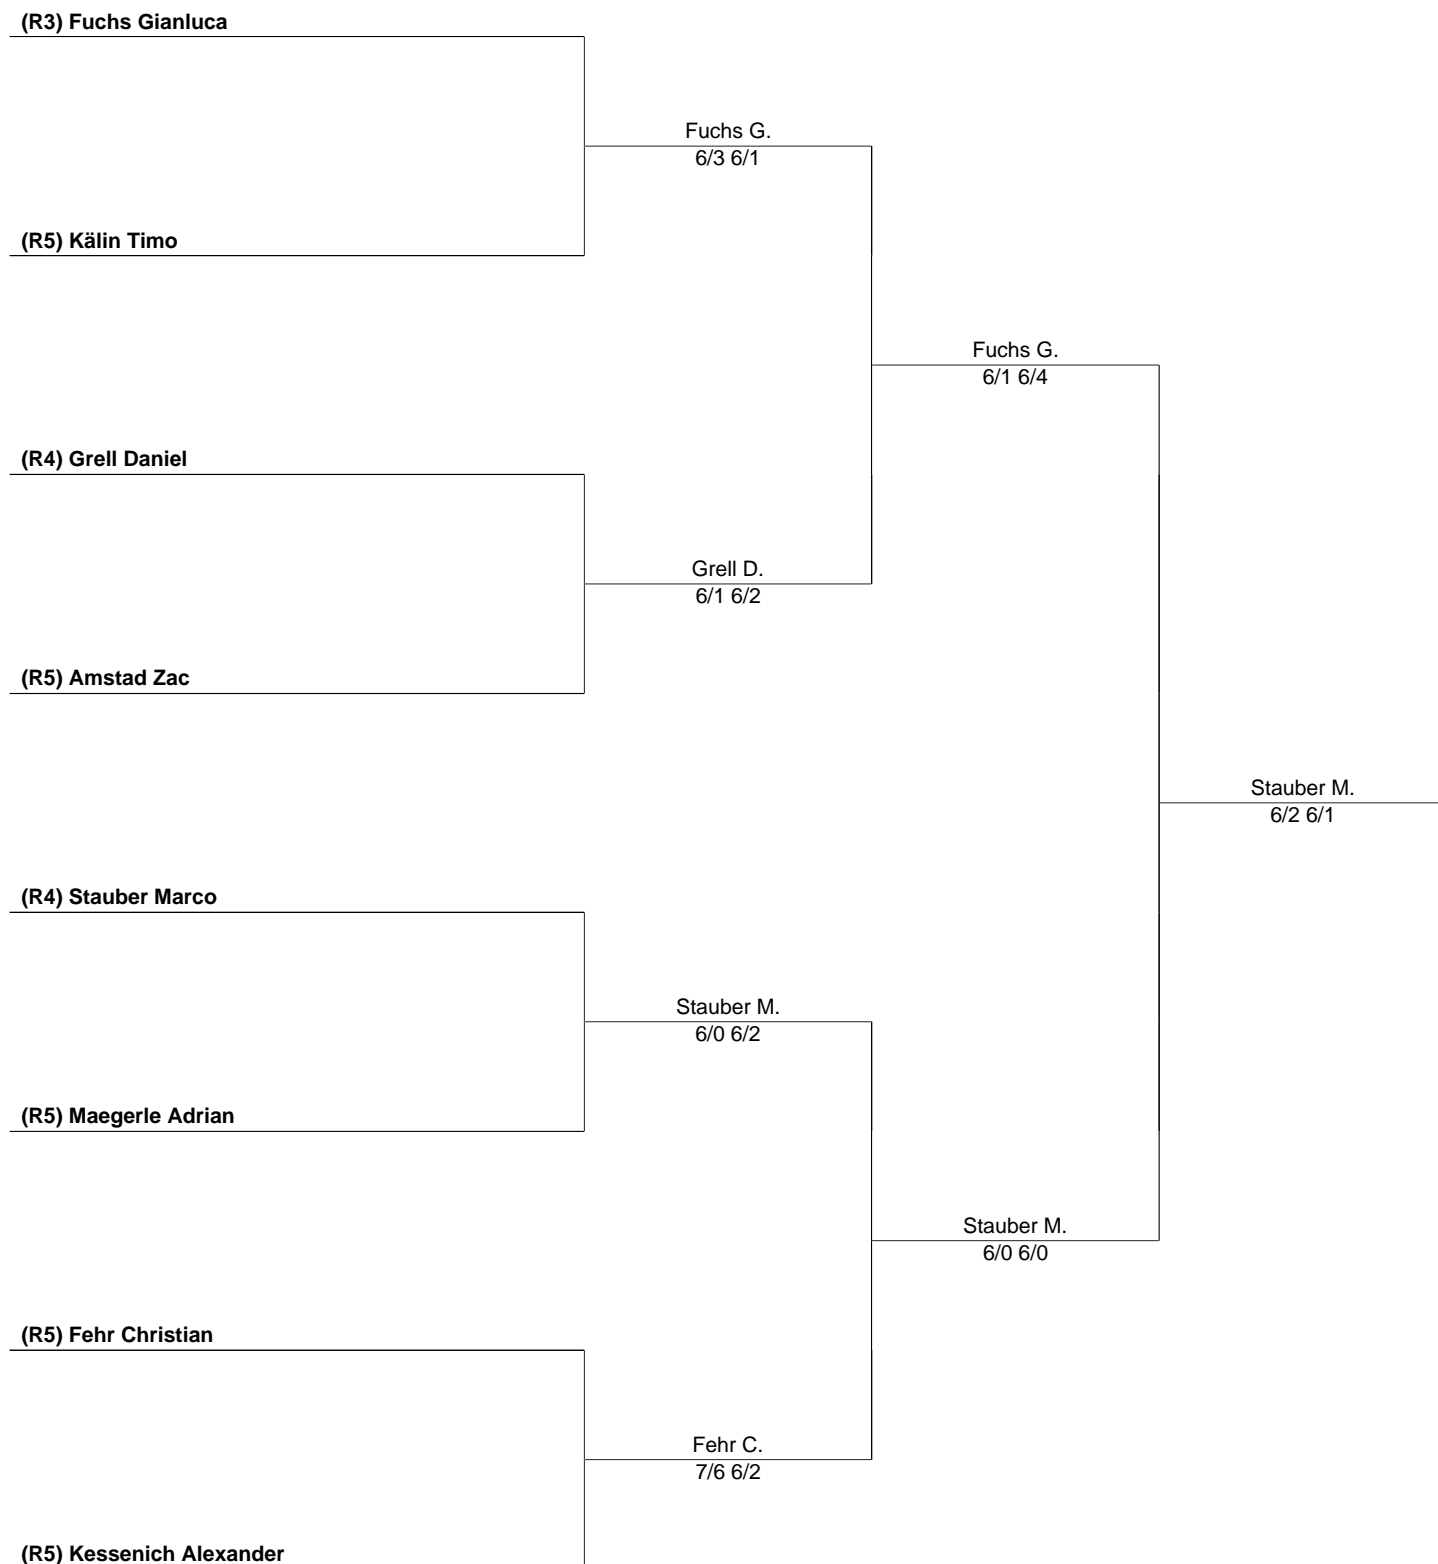 (R3) Fuchs Gianluca
Fuchs G.
6/3 6/1
(R5) Kälin Timo
Fuchs G.
6/1 6/4
(R4) Grell Daniel
Grell D.
6/1 6/2
(R5) Amstad Zac
Stauber M.
6/2 6/1
(R4) Stauber Marco
Stauber M.
6/0 6/2
(R5) Maegerle Adrian
Stauber M.
6/0 6/0
(R5) Fehr Christian
Fehr C.
7/6 6/2
(R5) Kessenich Alexander